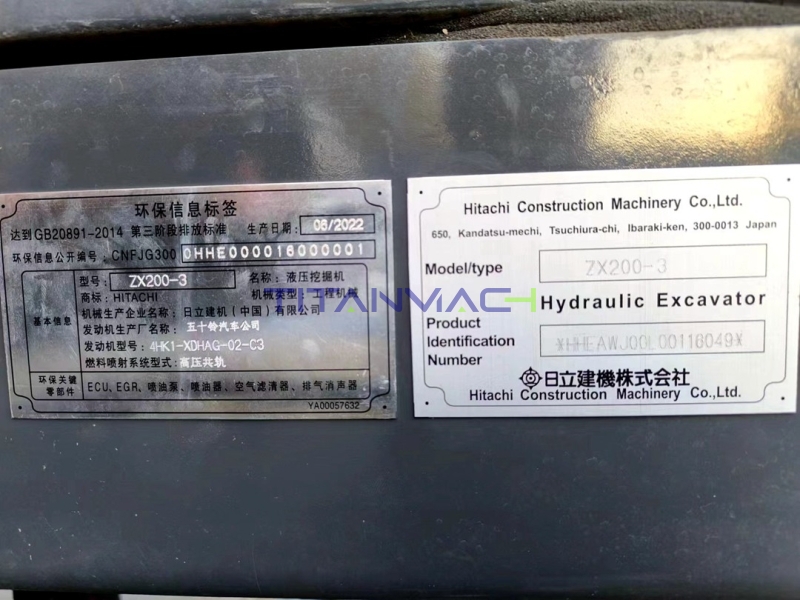 环保信息标签
达到GB20891-2014 第三阶段排放标准 生产日期: 08/2022
环保信息公开编号: CNFJG300 0HHE000016000001
基本信息
型号: ZX200-3 名称: 液压挖掘机
商标: HITACHI 机械类型: 工程机械
机械生产厂名称: 日立建机(中国)有限公司
发动机生产厂名称: 五十铃汽车公司
发动机型号: 4HK1-XDHAG-02-C3
燃料喷射系统型式: 高压共轨
环保关键零部件
ECU、EGR、喷油泵、喷油器、空气滤清器、排气消声器
YA00057632
TITANMACH
Hitachi Construction Machinery Co.,Ltd.
650, Kandatsu-mechi, Tsuchiura-chi, Ibaraki-ken, 300-0013 Japan
Model/type ZX200-3
Hydraulic Excavator
Product
Identification
Number
*HHEAWJ00L00116049*
日立建機株式会社
Hitachi Construction Machinery Co.,Ltd.